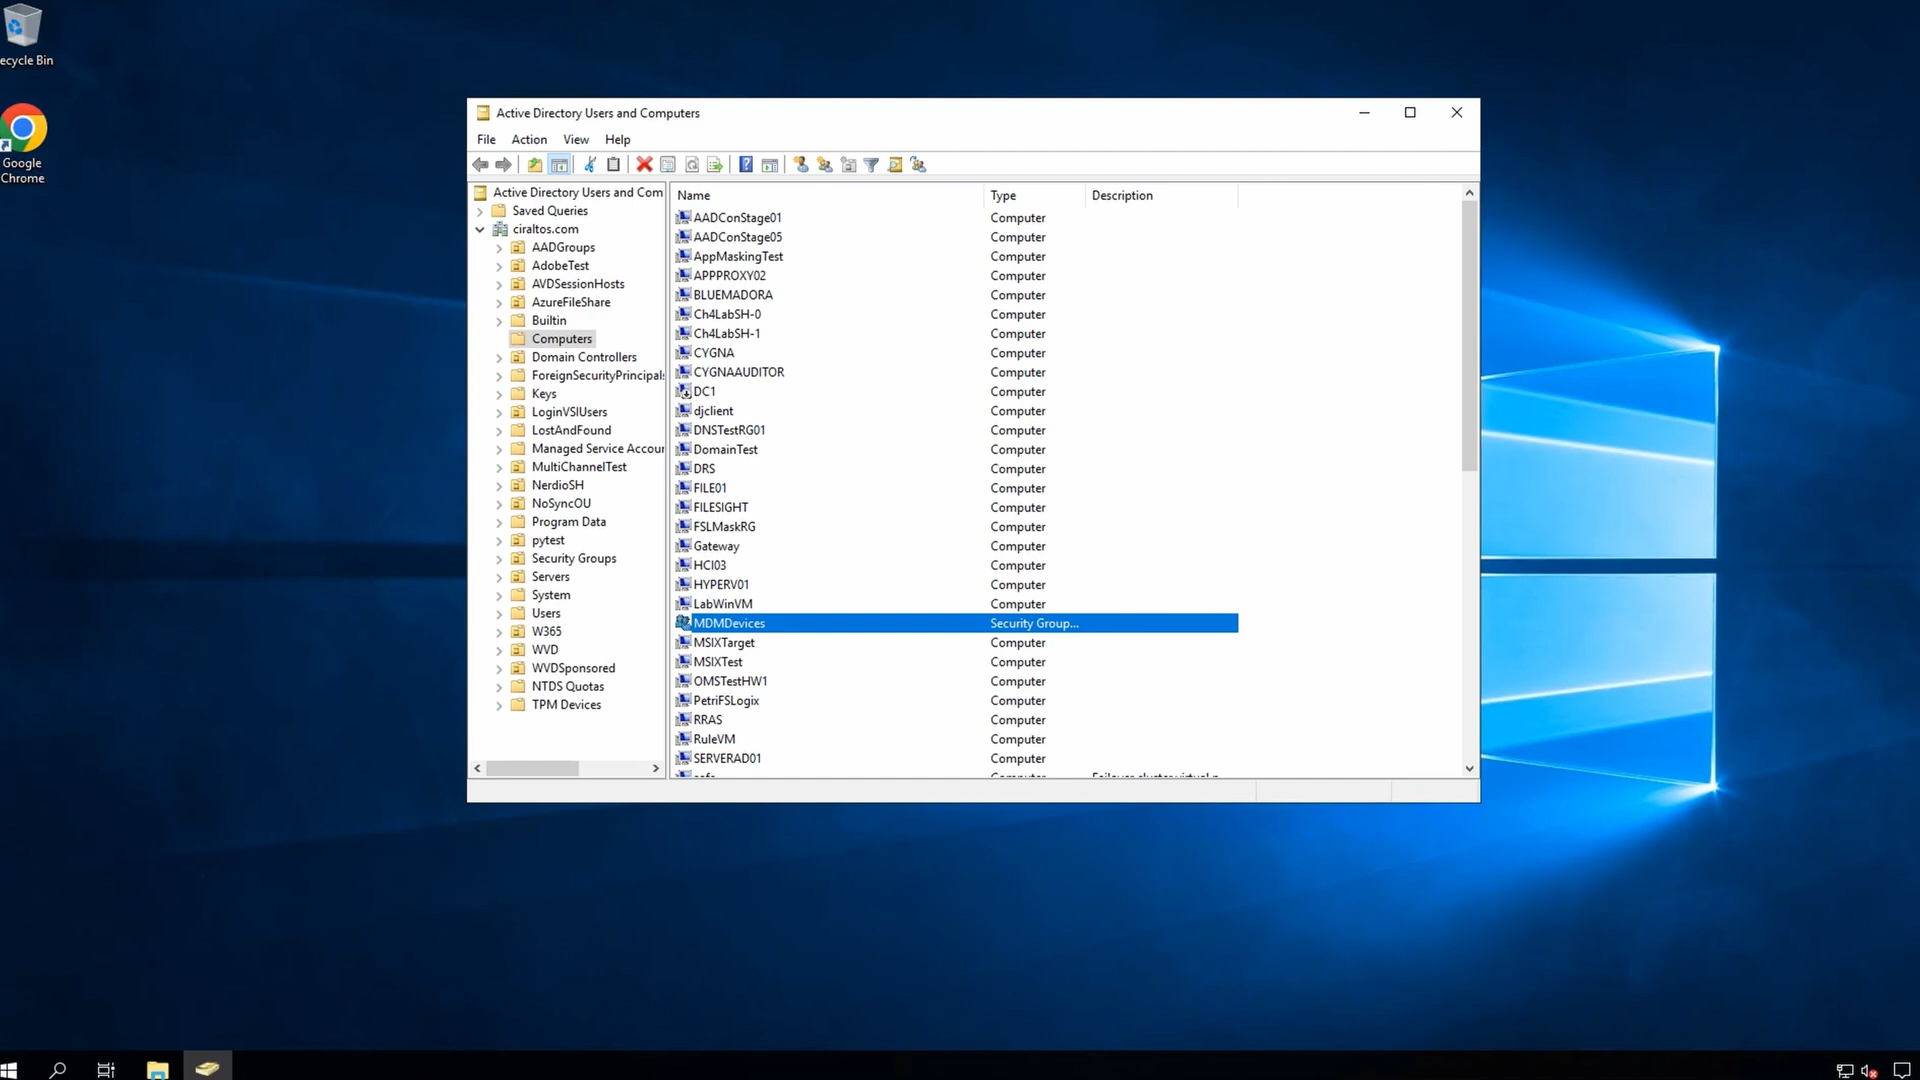 ecycle Bin
Google
Chrome
Active Directory Users and Computers
File Action View Help
Active Directory Users and Com
Saved Queries
ciraltos.com
AADGroups
AdobeTest
AVDSessionHosts
AzureFileShare
Builtin
Computers
Domain Controllers
ForeignSecurityPrincipals
Keys
LoginVSIUsers
LostAndFound
Managed Service Accour
MultiChannelTest
NerdioSH
NoSyncOU
Program Data
pytest
Security Groups
Servers
System
Users
W365
WVD
WVDSponsored
NTDS Quotas
TPM Devices
Name Type Description
AADConStage01 Computer
AADConStage05 Computer
AppMaskingTest Computer
APPPROXY02 Computer
BLUEMADORA Computer
Ch4LabSH-0 Computer
Ch4LabSH-1 Computer
CYGNA Computer
CYGNAAUDITOR Computer
DC1 Computer
djclient Computer
DNSTestRG01 Computer
DomainTest Computer
DRS Computer
FILE01 Computer
FILESIGHT Computer
FSLMaskRG Computer
Gateway Computer
HCI03 Computer
HYPERV01 Computer
LabWinVM Computer
MDMDevices Security Group...
MSIXTarget Computer
MSIXTest Computer
OMSTestHW1 Computer
PetriFSLogix Computer
RRAS Computer
RuleVM Computer
SERVERAD01 Computer